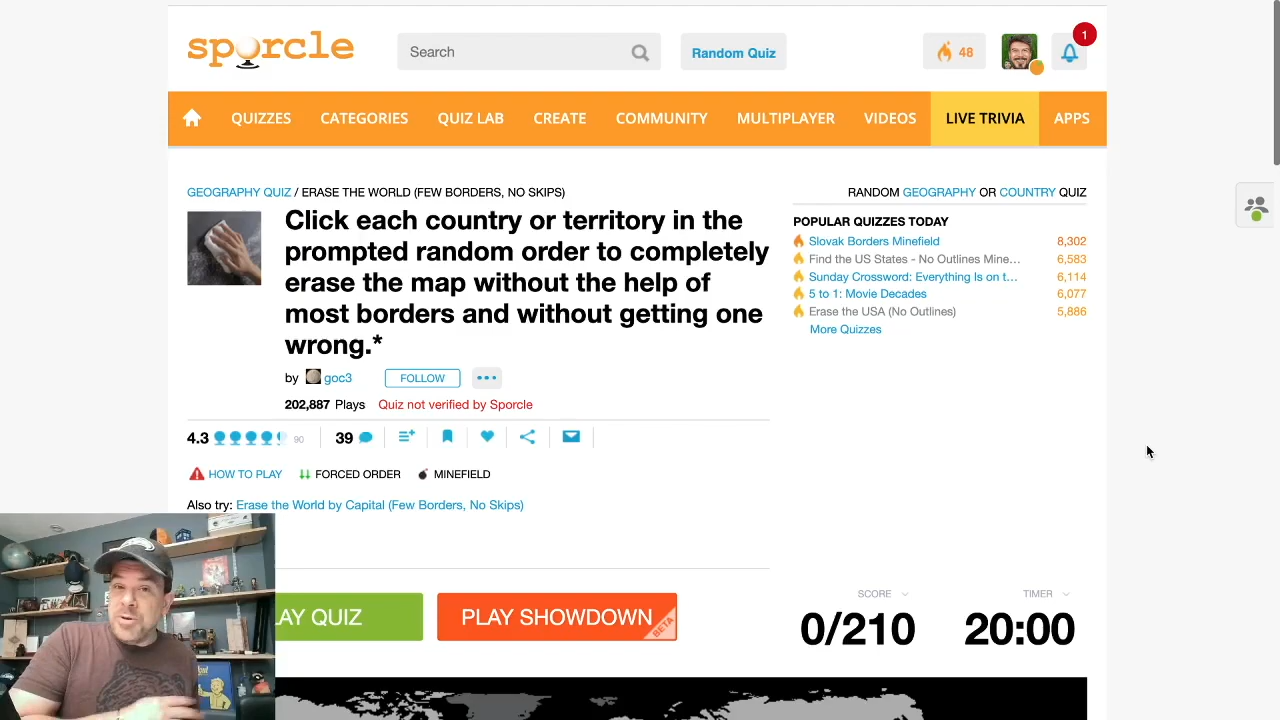 sporcle
Search
Random Quiz
48
1
QUIZZES
CATEGORIES
QUIZ LAB
CREATE
COMMUNITY
MULTIPLAYER
VIDEOS
LIVE TRIVIA
APPS
GEOGRAPHY QUIZ / ERASE THE WORLD (FEW BORDERS, NO SKIPS)
Click each country or territory in the
prompted random order to completely
erase the map without the help of
most borders and without getting one
wrong.*
by goc3
FOLLOW
202,887 Plays Quiz not verified by Sporcle
4.3
90
39
HOW TO PLAY
FORCED ORDER
MINEFIELD
Also try: Erase the World by Capital (Few Borders, No Skips)
RANDOM GEOGRAPHY OR COUNTRY QUIZ
POPULAR QUIZZES TODAY
Slovak Borders Minefield 8,302
Find the US States - No Outlines Mine… 6,583
Sunday Crossword: Everything Is on t… 6,114
5 to 1: Movie Decades 6,077
Erase the USA (No Outlines) 5,886
More Quizzes
AY QUIZ
PLAY SHOWDOWN
BETA
SCORE
0/210
TIMER
20:00